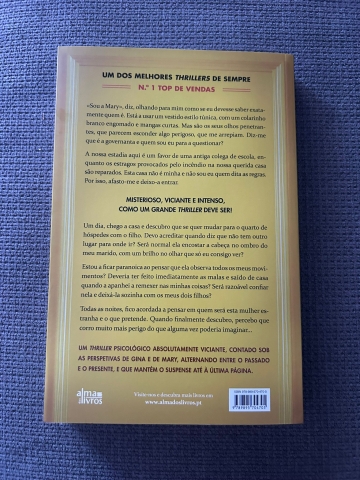 UM DOS MELHORES THRILLERS DE SEMPRE
N.º 1 TOP DE VENDAS
«Sou a Mary», diz, olhando para mim como se eu devesse saber exata-
mente quem é. Está a usar um vestido estilo túnica, com um colarinho
branco engomado e mangas curtas. Mas são os seus olhos penetran-
tes, que parecem esconder algo perigoso, que me arrepiam. Diz-me
que é a governanta e quem sou eu para a questionar?
A nossa estadia aqui é um favor de uma antiga colega de escola, en-
quanto os estragos provocados pelo incêndio na nossa querida casa
são reparados. Esta casa não é minha e não sou eu quem dita as regras.
Por isso, afasto-me e deixo-a entrar.
MISTERIOSO, VICIANTE E INTENSO,
COMO UM GRANDE THRILLER DEVE SER!
Um dia, chego a casa e descubro que se quer mudar para o quarto de
hóspedes com o filho. Devo acreditar quando diz que não tem outro
lugar para onde ir? Será normal ela encostar a cabeça no ombro do
meu marido, com um brilho no olhar que só eu consigo ver?
Estou a ficar paranoica ao pensar que ela observa todos os meus movi-
mentos? Deveria ter feito imediatamente as malas e saído de casa
quando a apanhei a remexer nas minhas coisas? Será razoável confiar
nela e deixá-la sozinha com os meus dois filhos?
Todas as noites, fico acordada a pensar em quem será esta mulher es-
tranha e o que pretende. Quando finalmente descubro, percebo que
corro muito mais perigo do que alguma vez poderia imaginar...
UM THRILLER PSICOLÓGICO ABSOLUTAMENTE VICIANTE, CONTADO SOB
AS PERSPETIVAS DE GINA E DE MARY, ALTERNANDO ENTRE O PASSADO
E O PRESENTE, E QUE MANTÉM O SUSPENSE ATÉ À ÚLTIMA PÁGINA.
alma
dos
livros
Visite-nos e descubra mais livros em
www.almadoslivros.pt